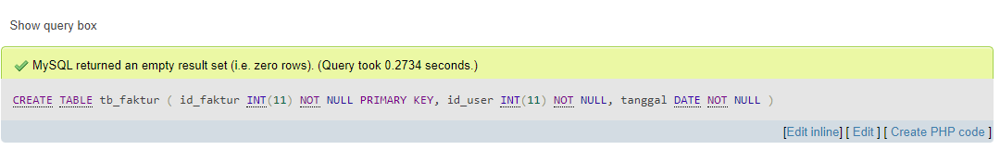 Show query box
MySQL returned an empty result set (i.e. zero rows). (Query took 0.2734 seconds.)
CREATE TABLE tb_faktur ( id_faktur INT(11) NOT NULL PRIMARY KEY, id_user INT(11) NOT NULL, tanggal DATE NOT NULL )
[Edit inline] [ Edit ] [ Create PHP code ]